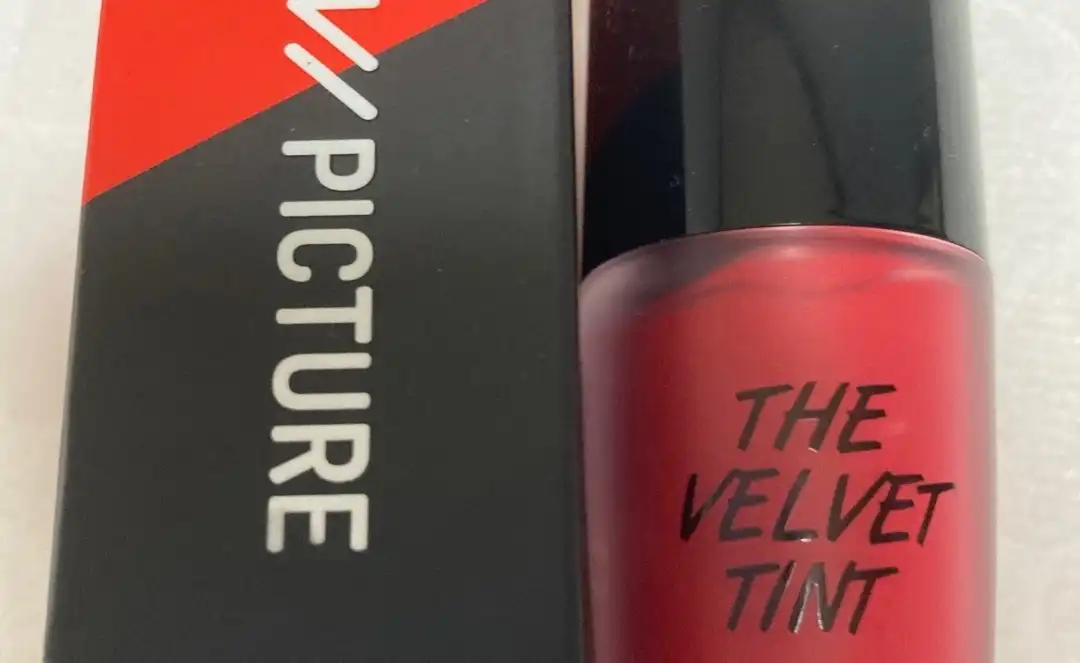 PICTURE
THE
VELVET
TINT